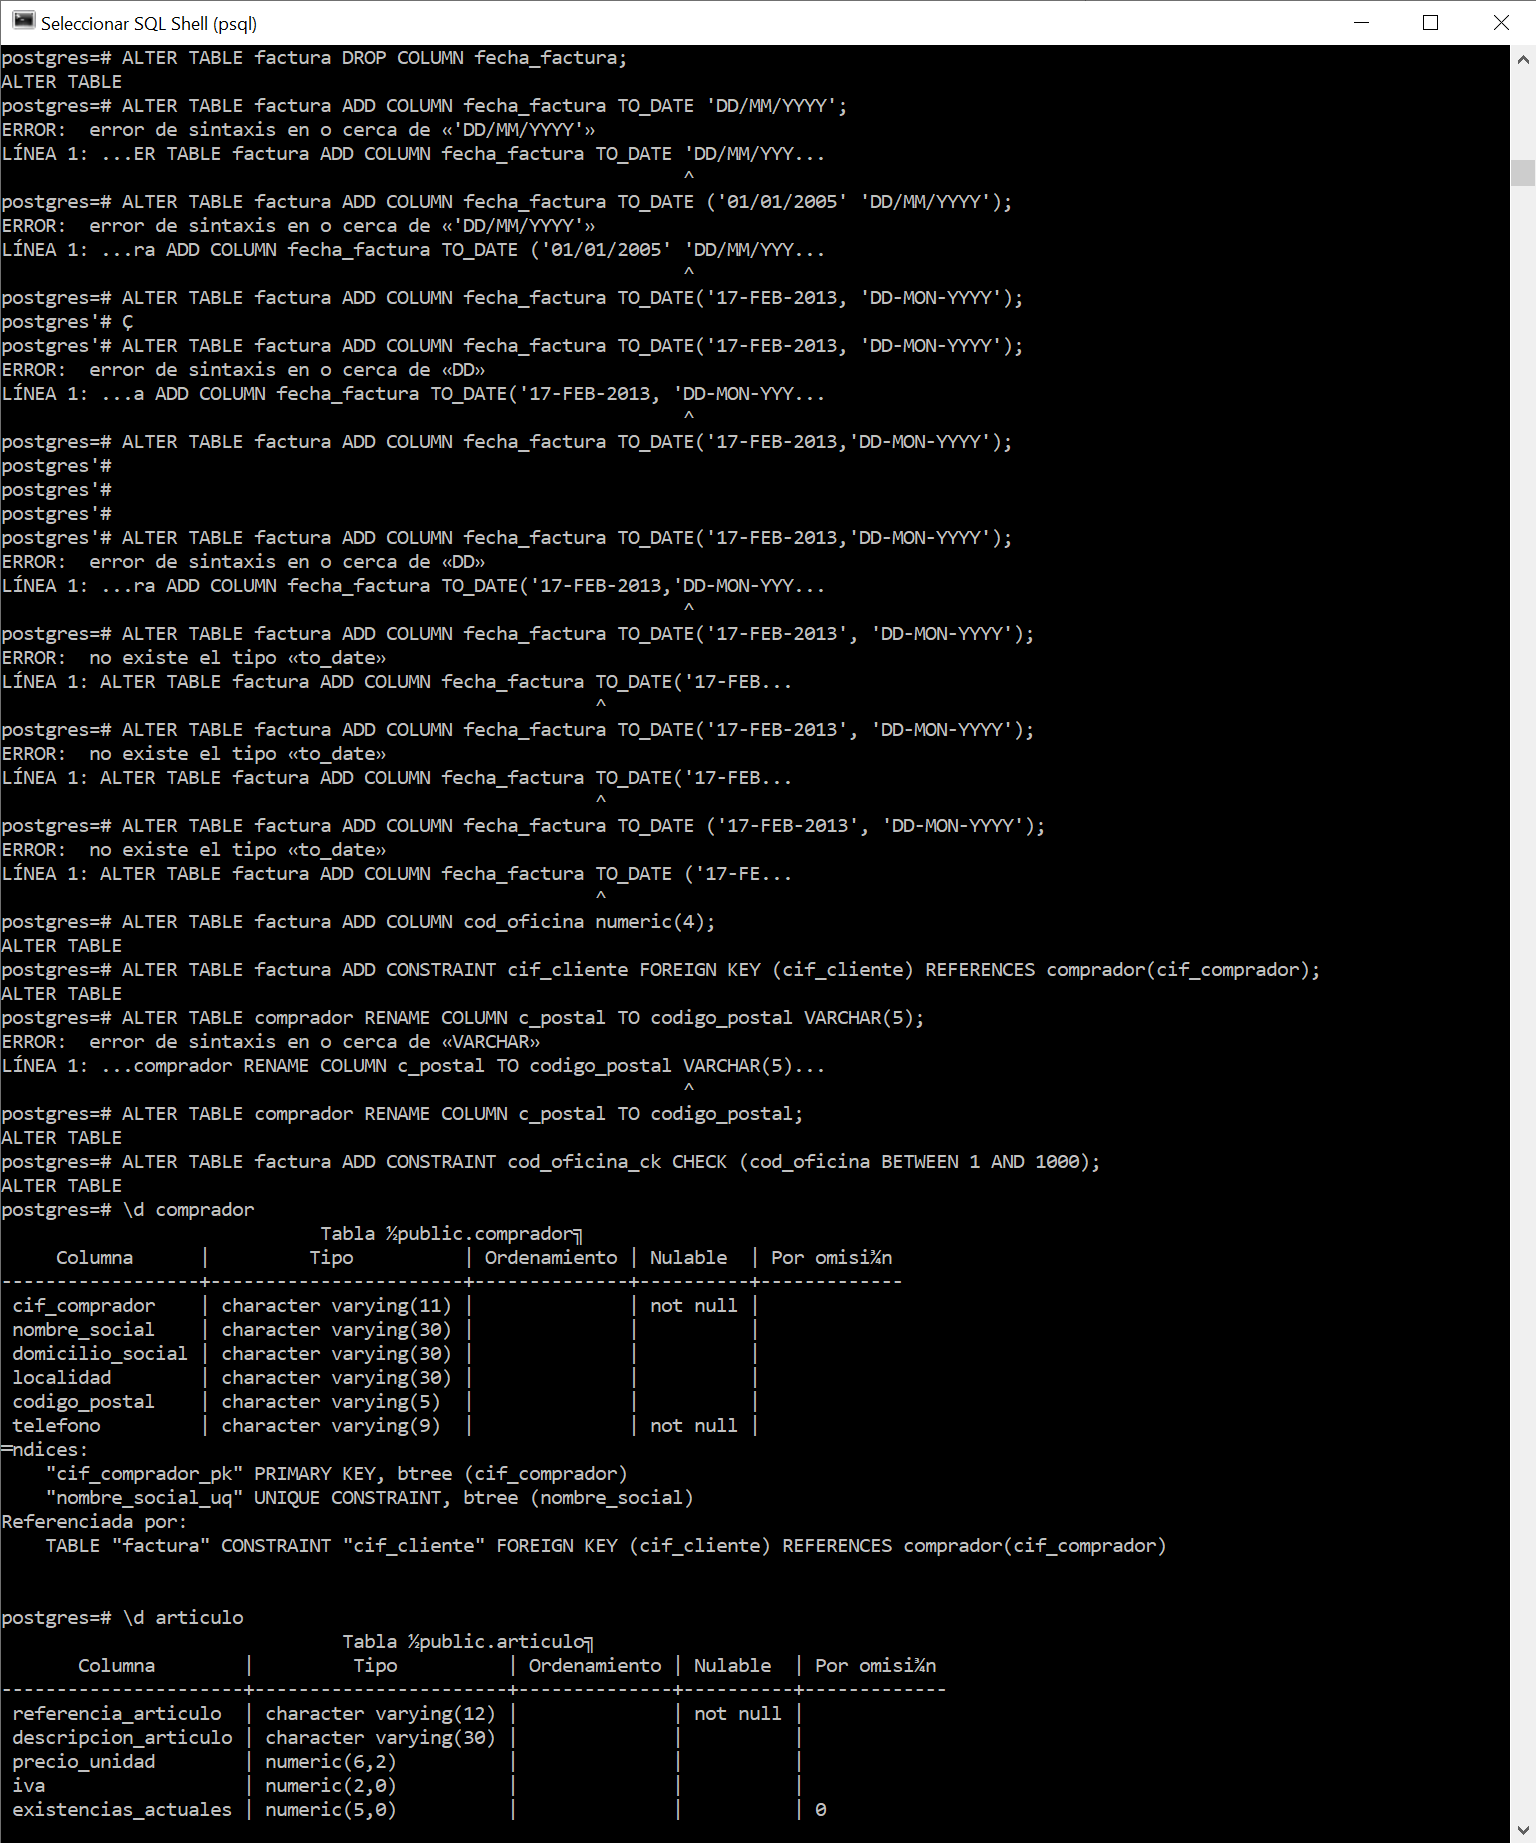 Seleccionar SQL Shell (psql)
postgres=# ALTER TABLE factura DROP COLUMN fecha_factura;
ALTER TABLE
postgres=# ALTER TABLE factura ADD COLUMN fecha_factura TO_DATE 'DD/MM/YYYY';
ERROR:  error de sintaxis en o cerca de «'DD/MM/YYYY'»
LÍNEA 1: ...ER TABLE factura ADD COLUMN fecha_factura TO_DATE 'DD/MM/YYY...
                                                              ^
postgres=# ALTER TABLE factura ADD COLUMN fecha_factura TO_DATE ('01/01/2005' 'DD/MM/YYYY');
ERROR:  error de sintaxis en o cerca de «'DD/MM/YYYY'»
LÍNEA 1: ...ra ADD COLUMN fecha_factura TO_DATE ('01/01/2005' 'DD/MM/YYY...
                                                              ^
postgres=# ALTER TABLE factura ADD COLUMN fecha_factura TO_DATE('17-FEB-2013, 'DD-MON-YYYY');
postgres'# Ç
postgres'# ALTER TABLE factura ADD COLUMN fecha_factura TO_DATE('17-FEB-2013, 'DD-MON-YYYY');
ERROR:  error de sintaxis en o cerca de «DD»
LÍNEA 1: ...a ADD COLUMN fecha_factura TO_DATE('17-FEB-2013, 'DD-MON-YYY...
                                                              ^
postgres=# ALTER TABLE factura ADD COLUMN fecha_factura TO_DATE('17-FEB-2013,'DD-MON-YYYY');
postgres'#
postgres'#
postgres'#
postgres'# ALTER TABLE factura ADD COLUMN fecha_factura TO_DATE('17-FEB-2013,'DD-MON-YYYY');
ERROR:  error de sintaxis en o cerca de «DD»
LÍNEA 1: ...ra ADD COLUMN fecha_factura TO_DATE('17-FEB-2013,'DD-MON-YYY...
                                                              ^
postgres=# ALTER TABLE factura ADD COLUMN fecha_factura TO_DATE('17-FEB-2013', 'DD-MON-YYYY');
ERROR:  no existe el tipo «to_date»
LÍNEA 1: ALTER TABLE factura ADD COLUMN fecha_factura TO_DATE('17-FEB...
                                                      ^
postgres=# ALTER TABLE factura ADD COLUMN fecha_factura TO_DATE('17-FEB-2013', 'DD-MON-YYYY');
ERROR:  no existe el tipo «to_date»
LÍNEA 1: ALTER TABLE factura ADD COLUMN fecha_factura TO_DATE('17-FEB...
                                                      ^
postgres=# ALTER TABLE factura ADD COLUMN fecha_factura TO_DATE ('17-FEB-2013', 'DD-MON-YYYY');
ERROR:  no existe el tipo «to_date»
LÍNEA 1: ALTER TABLE factura ADD COLUMN fecha_factura TO_DATE ('17-FE...
                                                      ^
postgres=# ALTER TABLE factura ADD COLUMN cod_oficina numeric(4);
ALTER TABLE
postgres=# ALTER TABLE factura ADD CONSTRAINT cif_cliente FOREIGN KEY (cif_cliente) REFERENCES comprador(cif_comprador);
ALTER TABLE
postgres=# ALTER TABLE comprador RENAME COLUMN c_postal TO codigo_postal VARCHAR(5);
ERROR:  error de sintaxis en o cerca de «VARCHAR»
LÍNEA 1: ...comprador RENAME COLUMN c_postal TO codigo_postal VARCHAR(5)...
                                                              ^
postgres=# ALTER TABLE comprador RENAME COLUMN c_postal TO codigo_postal;
ALTER TABLE
postgres=# ALTER TABLE factura ADD CONSTRAINT cod_oficina_ck CHECK (cod_oficina BETWEEN 1 AND 1000);
ALTER TABLE
postgres=# \d comprador
                             Tabla ½public.comprador╗
     Columna      |         Tipo          | Ordenamiento | Nulable  | Por omisi¾n
------------------+-----------------------+--------------+----------+-------------
 cif_comprador    | character varying(11) |              | not null |
 nombre_social    | character varying(30) |              |          |
 domicilio_social | character varying(30) |              |          |
 localidad        | character varying(30) |              |          |
 codigo_postal    | character varying(5)  |              |          |
 telefono         | character varying(9)  |              | not null |
═ndices:
    "cif_comprador_pk" PRIMARY KEY, btree (cif_comprador)
    "nombre_social_uq" UNIQUE CONSTRAINT, btree (nombre_social)
Referenciada por:
    TABLE "factura" CONSTRAINT "cif_cliente" FOREIGN KEY (cif_cliente) REFERENCES comprador(cif_comprador)
postgres=# \d articulo
                               Tabla ½public.articulo╗
       Columna        |         Tipo          | Ordenamiento | Nulable  | Por omisi¾n
----------------------+-----------------------+--------------+----------+-------------
 referencia_articulo  | character varying(12) |              | not null |
 descripcion_articulo | character varying(30) |              |          |
 precio_unidad        | numeric(6,2)          |              |          |
 iva                  | numeric(2,0)          |              |          |
 existencias_actuales | numeric(5,0)          |              |          | 0